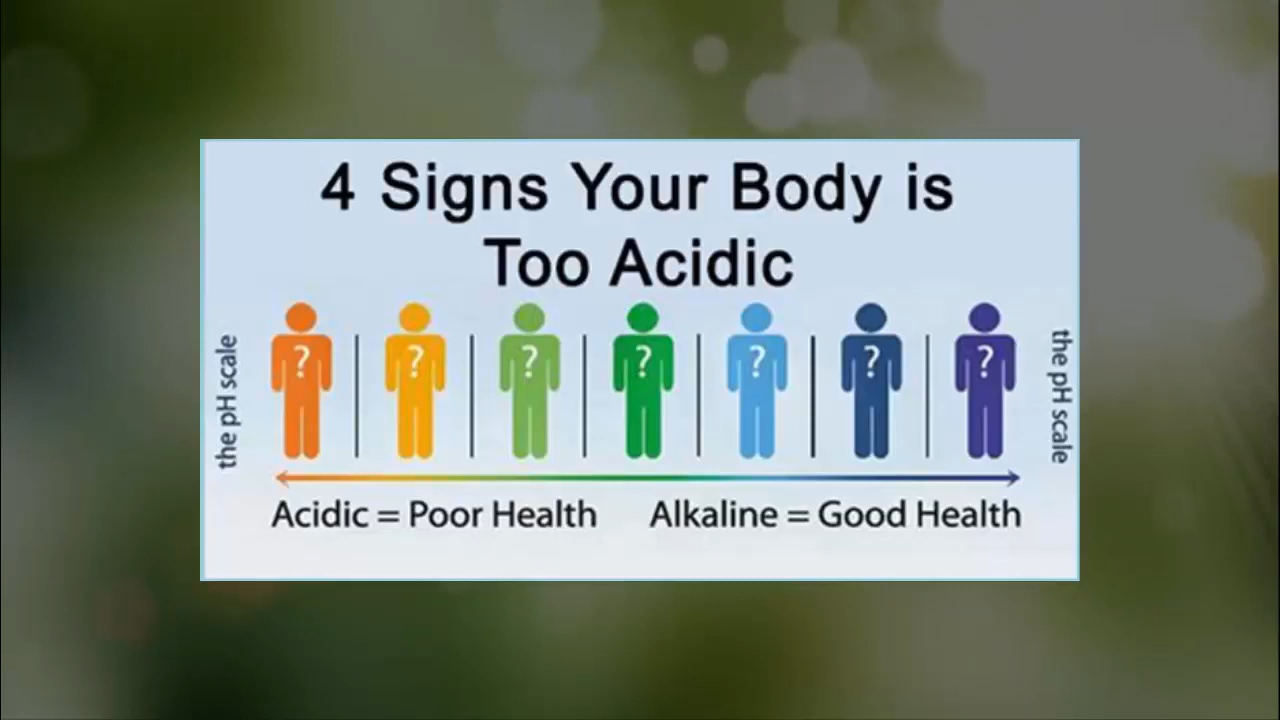 4 Signs Your Body is
Too Acidic
the pH scale
? ? ? ? ? ? ?
the pH scale
Acidic = Poor Health Alkaline = Good Health